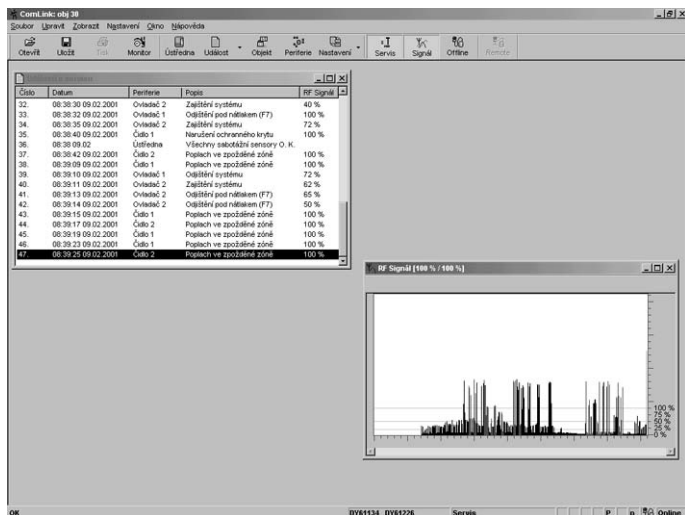 ComLink: obj 30
Soubor Upravit Zobrazit Nastavení Okno Nápověda
Otevřít Uložit Tisk Monitor Ústředna Událost Objekt Periferie Nastavení Servis Signál Offline Remote
Číslo Datum Periferie Popis RF Signál
32. 08:38:30 09.02.2001 Ovladač 2 Zajištění systému 40 %
33. 08:38:32 09.02.2001 Ovladač 1 Odjištění pod nátlakem (F7) 100 %
34. 08:38:35 09.02.2001 Ovladač 2 Zajištění systému 72 %
35. 08:38:40 09.02.2001 Čidlo 1 Narušení ochranného krytu 100 %
36. 08:38 09.02 Ústředna Všechny sabotážní sensory O. K.
37. 08:38:42 09.02.2001 Čidlo 2 Poplach ve zpožděné zóně 100 %
38. 08:39:09 09.02.2001 Čidlo 1 Poplach ve zpožděné zóně 100 %
39. 08:39:10 09.02.2001 Ovladač 1 Odjištění systému 72 %
40. 08:39:11 09.02.2001 Ovladač 2 Zajištění systému 62 %
41. 08:39:13 09.02.2001 Ovladač 2 Odjištění pod nátlakem (F7) 65 %
42. 08:39:14 09.02.2001 Ovladač 2 Odjištění pod nátlakem (F7) 50 %
43. 08:39:15 09.02.2001 Čidlo 1 Poplach ve zpožděné zóně 100 %
44. 08:39:17 09.02.2001 Čidlo 2 Poplach ve zpožděné zóně 100 %
45. 08:39:19 09.02.2001 Čidlo 1 Poplach ve zpožděné zóně 100 %
46. 08:39:23 09.02.2001 Čidlo 1 Poplach ve zpožděné zóně 100 %
47. 08:39:25 09.02.2001 Čidlo 2 Poplach ve zpožděné zóně 100 %
RF Signál [100 % / 100 %]
100 %
75 %
50 %
25 %
0 %
OK DY61134 DY61226 Servis P p Online